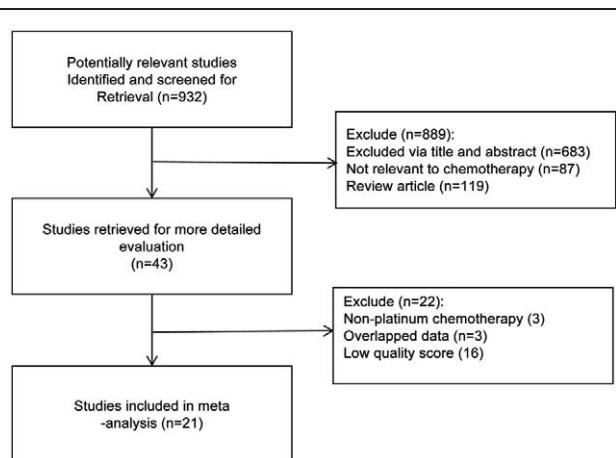 Potentially relevant studies
Identified and screened for
Retrieval (n=932)
Exclude (n=889):
Excluded via title and abstract (n=683)
Not relevant to chemotherapy (n=87)
Review article (n=119)
Studies retrieved for more detailed
evaluation
(n=43)
Exclude (n=22):
Non-platinum chemotherapy (3)
Overlapped data (n=3)
Low quality score (16)
Studies included in meta
-analysis (n=21)